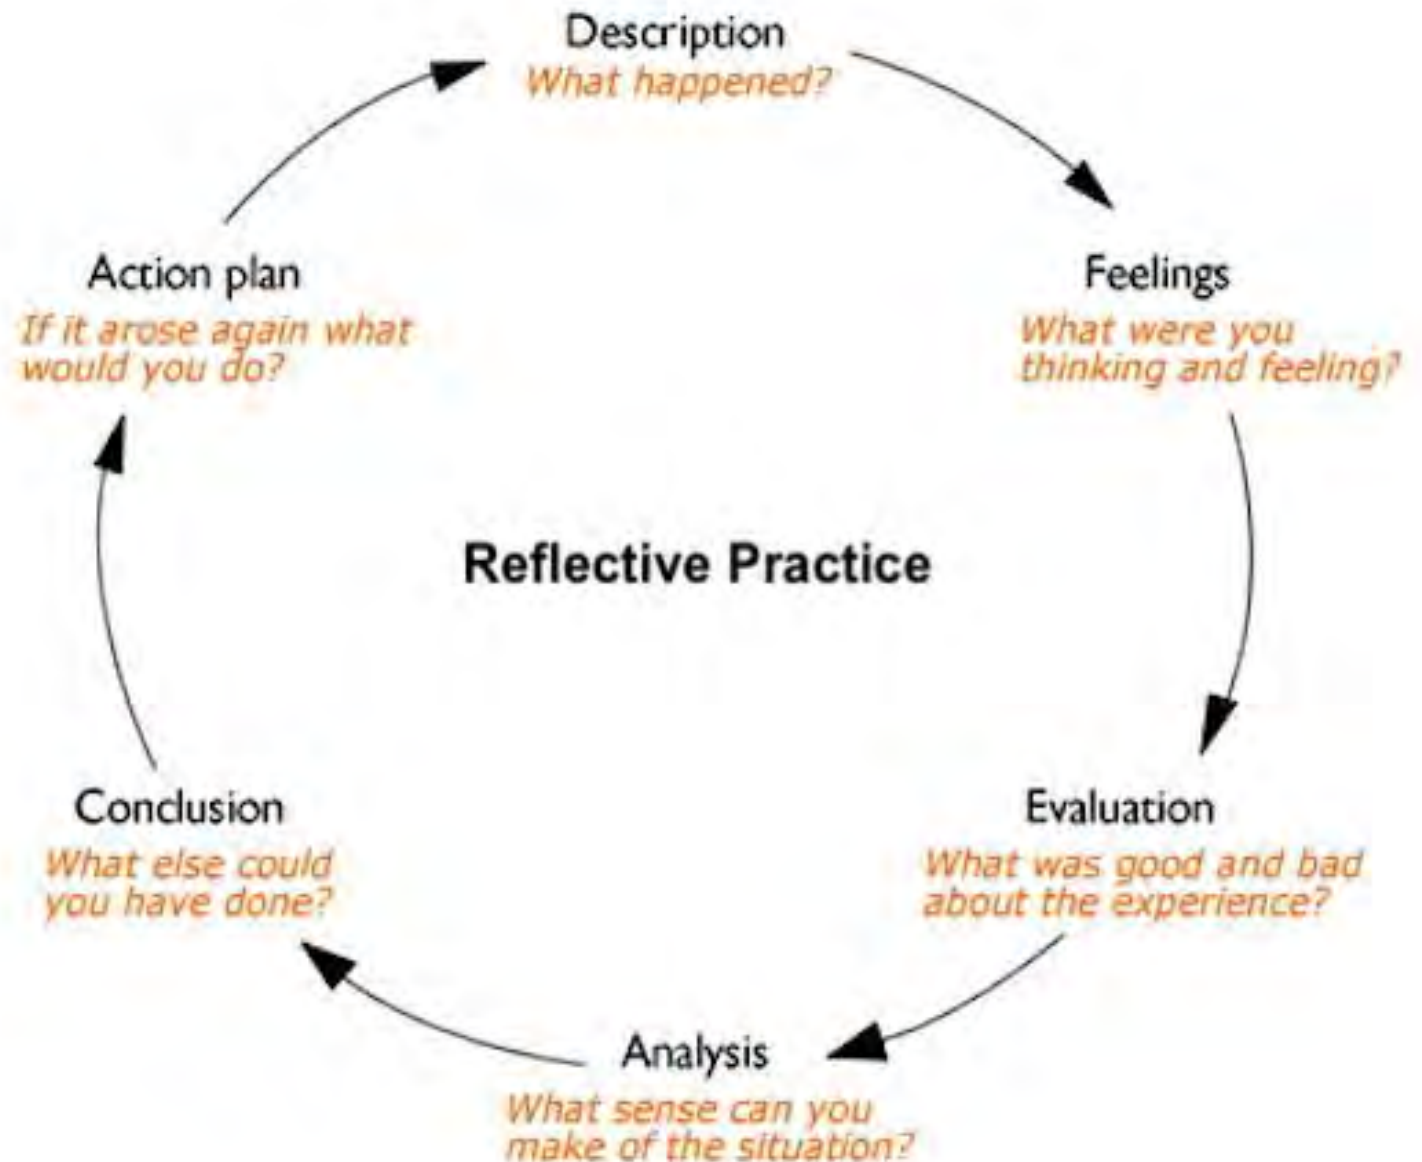 Description
What happened?
Feelings
What were you
thinking and feeling?
Evaluation
What was good and bad
about the experience?
Analysis
What sense can you
make of the situation?
Conclusion
What else could
you have done?
Action plan
If it arose again what
would you do?
Reflective Practice